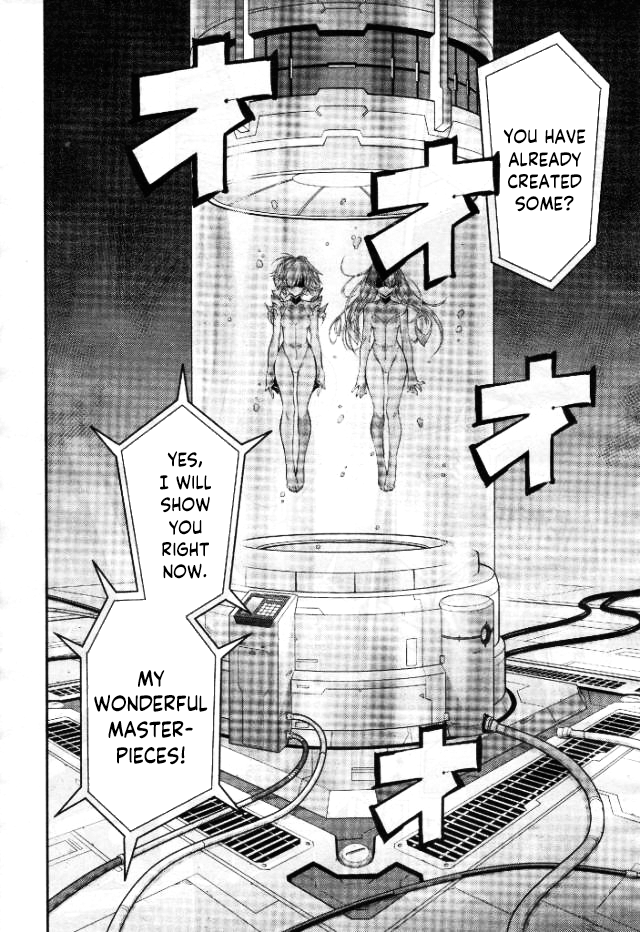 YOU HAVE
ALREADY
CREATED
SOME?
オ
オ
オ
オ
YES,
I WILL
SHOW
YOU
RIGHT
NOW.
MY
WONDERFUL
MASTER-
PIECES!